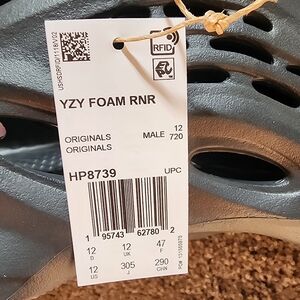 RFID
YZY FOAM RNR
ORIGINALS MALE 12
ORIGINALS 720
HP8739 UPC
1 95743 62780 2
12 12 47
D UK F
12 305 290
US J CHN